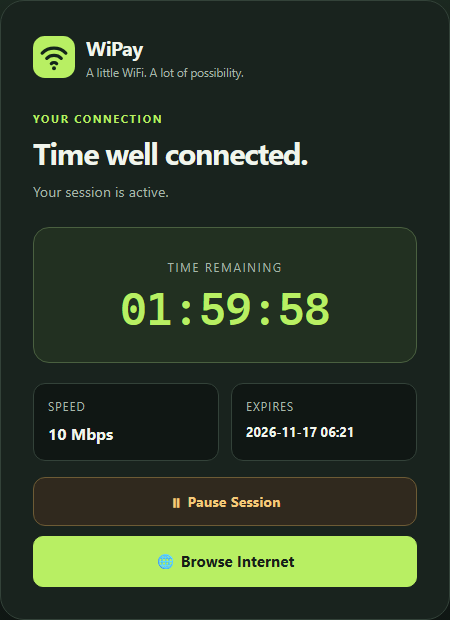 WiPay
A little WiFi. A lot of possibility.
YOUR CONNECTION
Time well connected.
Your session is active.
TIME REMAINING
01:59:58
SPEED
10 Mbps
EXPIRES
2026-11-17 06:21
⏸ Pause Session
🌐 Browse Internet